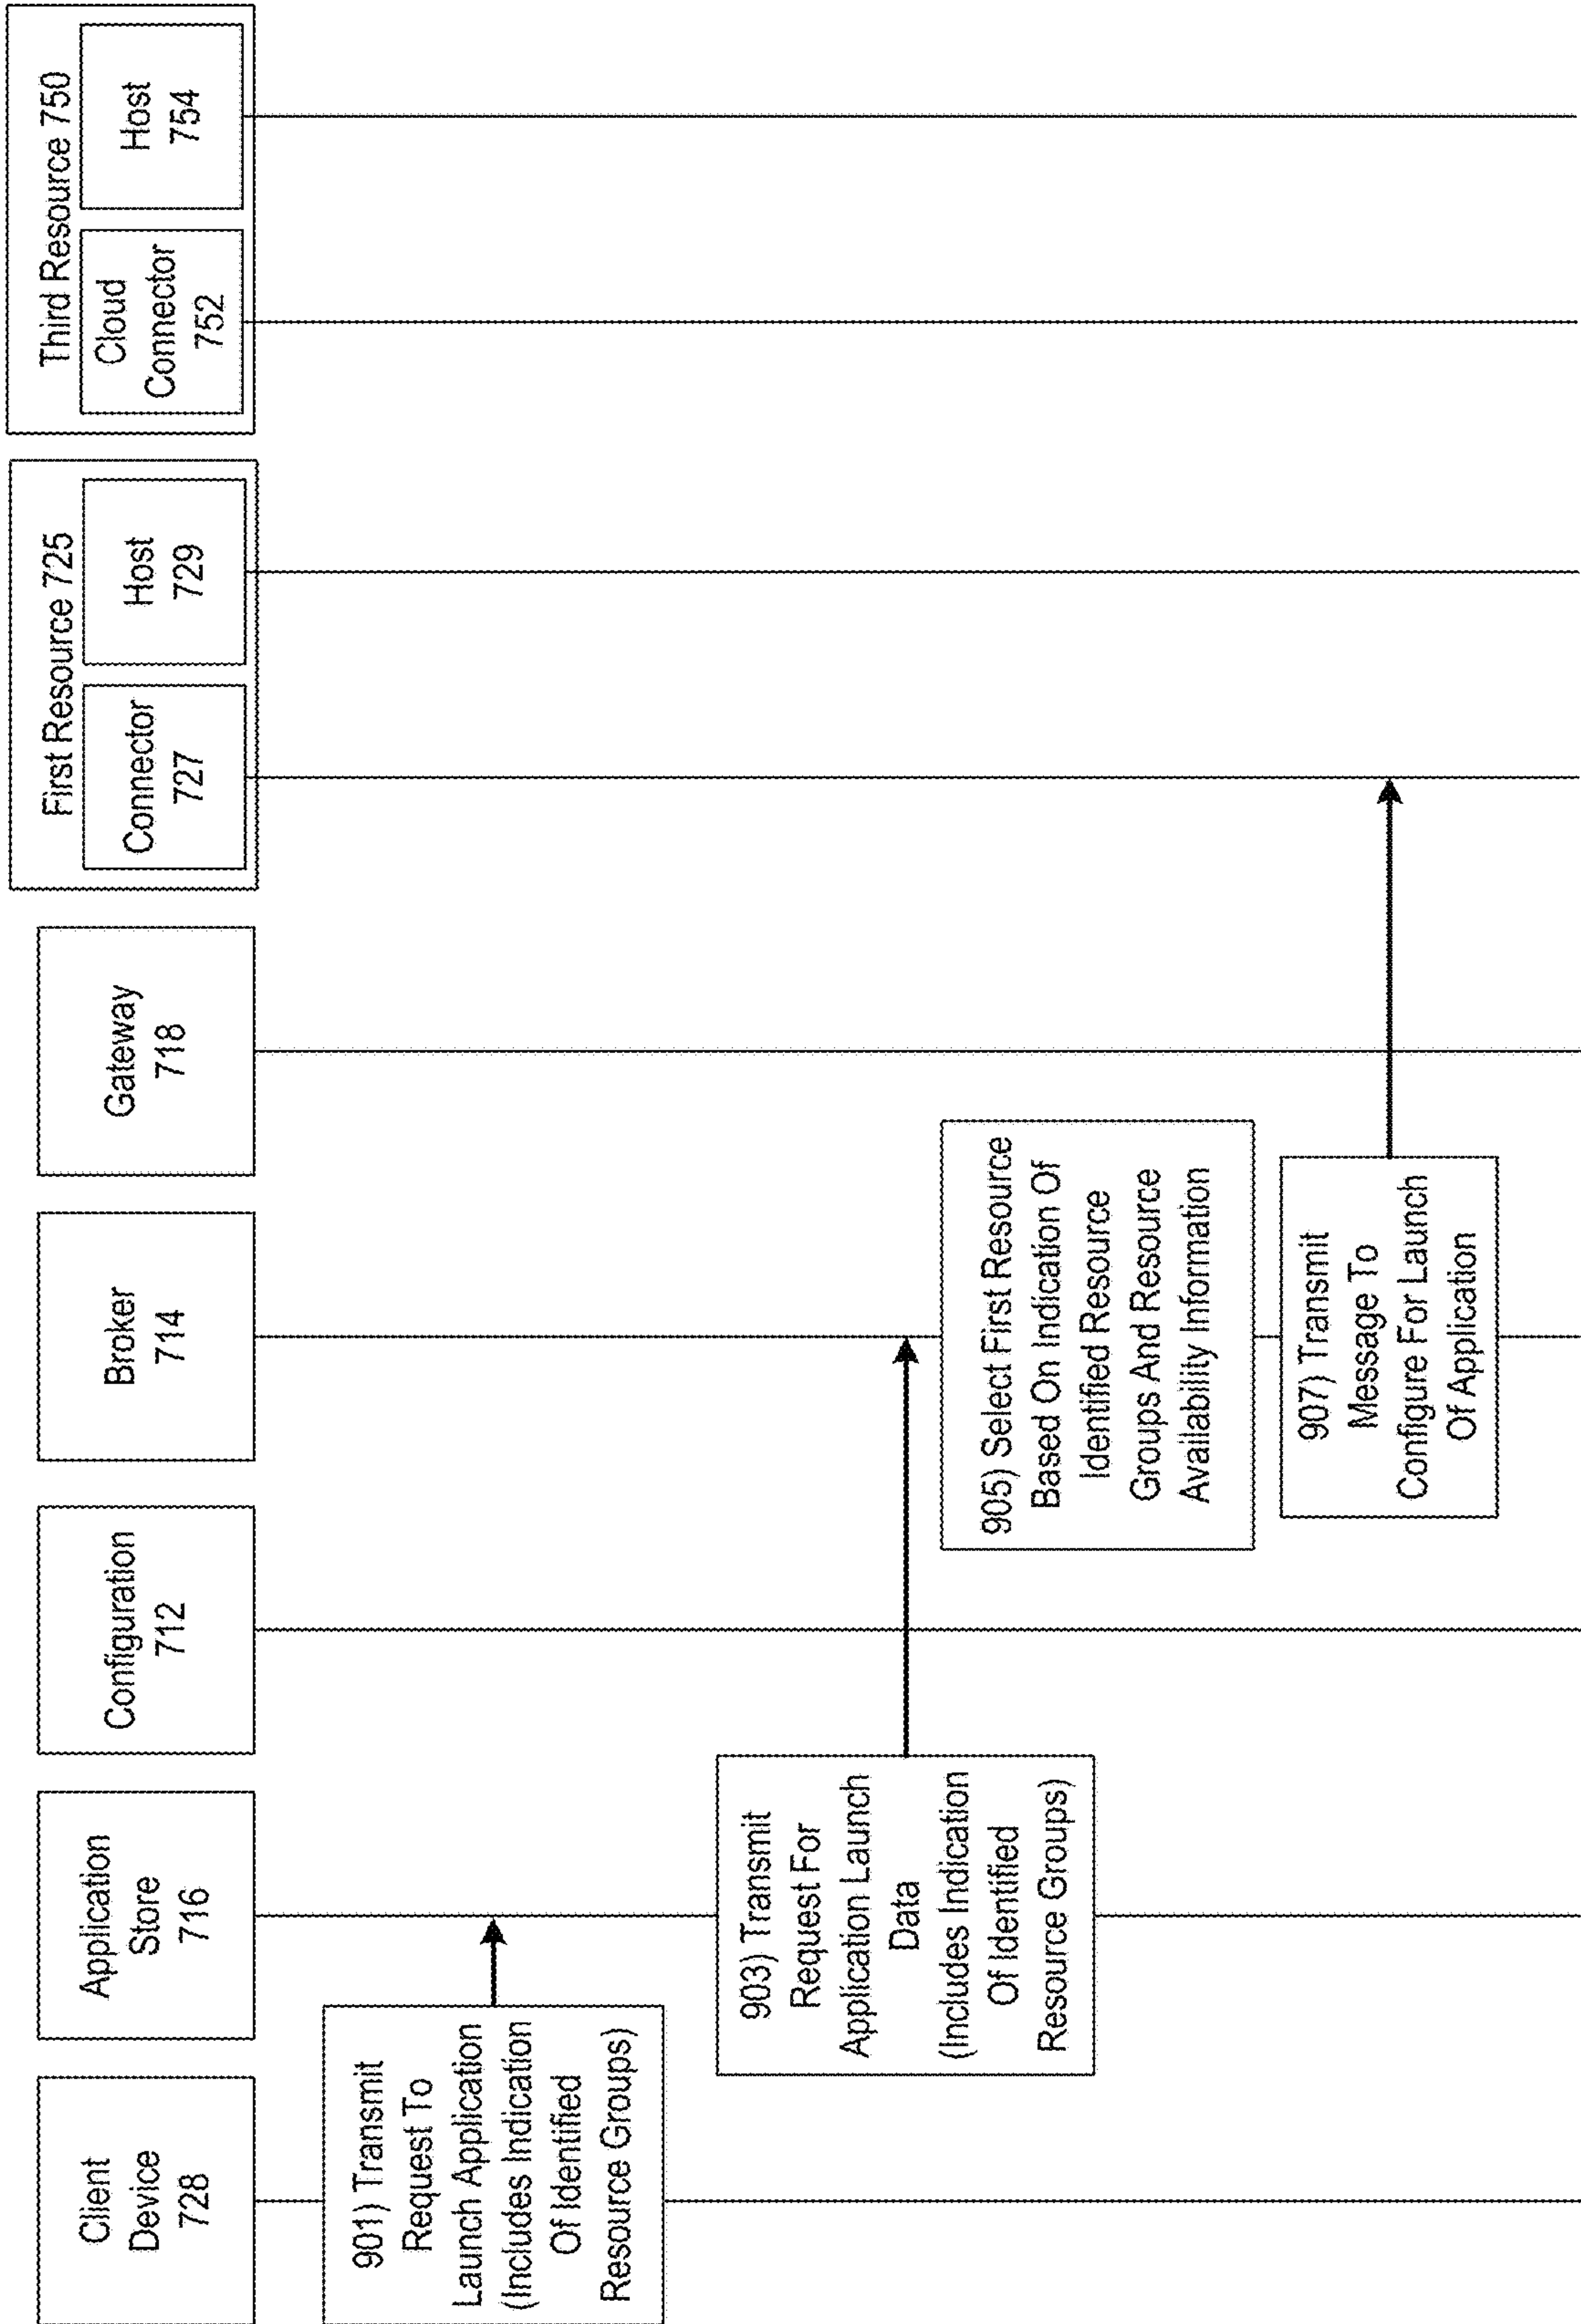 Client
Device
728
Application
Store
716
Configuration
712
Broker
714
Gateway
718
First Resource 725
Connector
727
Host
729
Third Resource 750
Cloud
Connector
752
Host
754
901) Transmit
Request To
Launch Application
(Includes Indication
Of Identified
Resource Groups)
903) Transmit
Request For
Application Launch
Data
(Includes Indication
Of Identified
Resource Groups)
905) Select First Resource
Based On Indication Of
Identified Resource
Groups And Resource
Availability Information
907) Transmit
Message To
Configure For Launch
Of Application